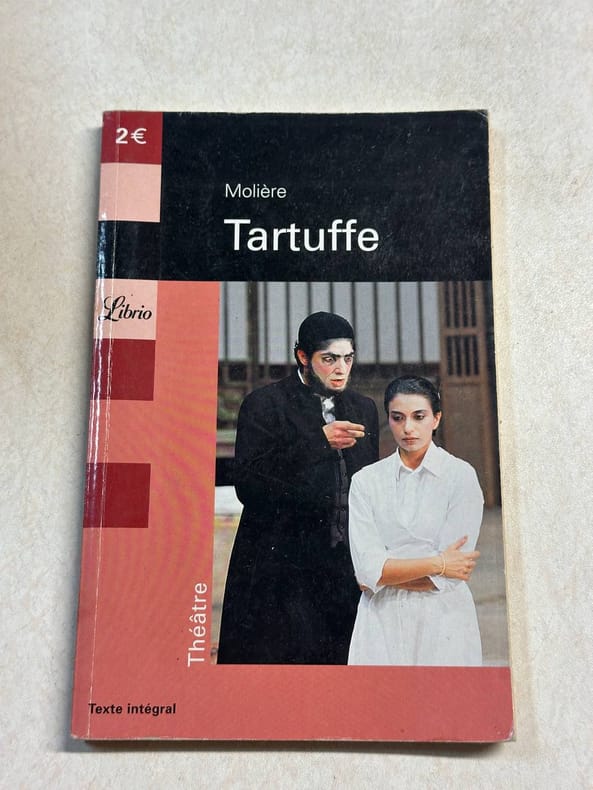 2€
Molière
Tartuffe
Librio
Théâtre
Texte intégral